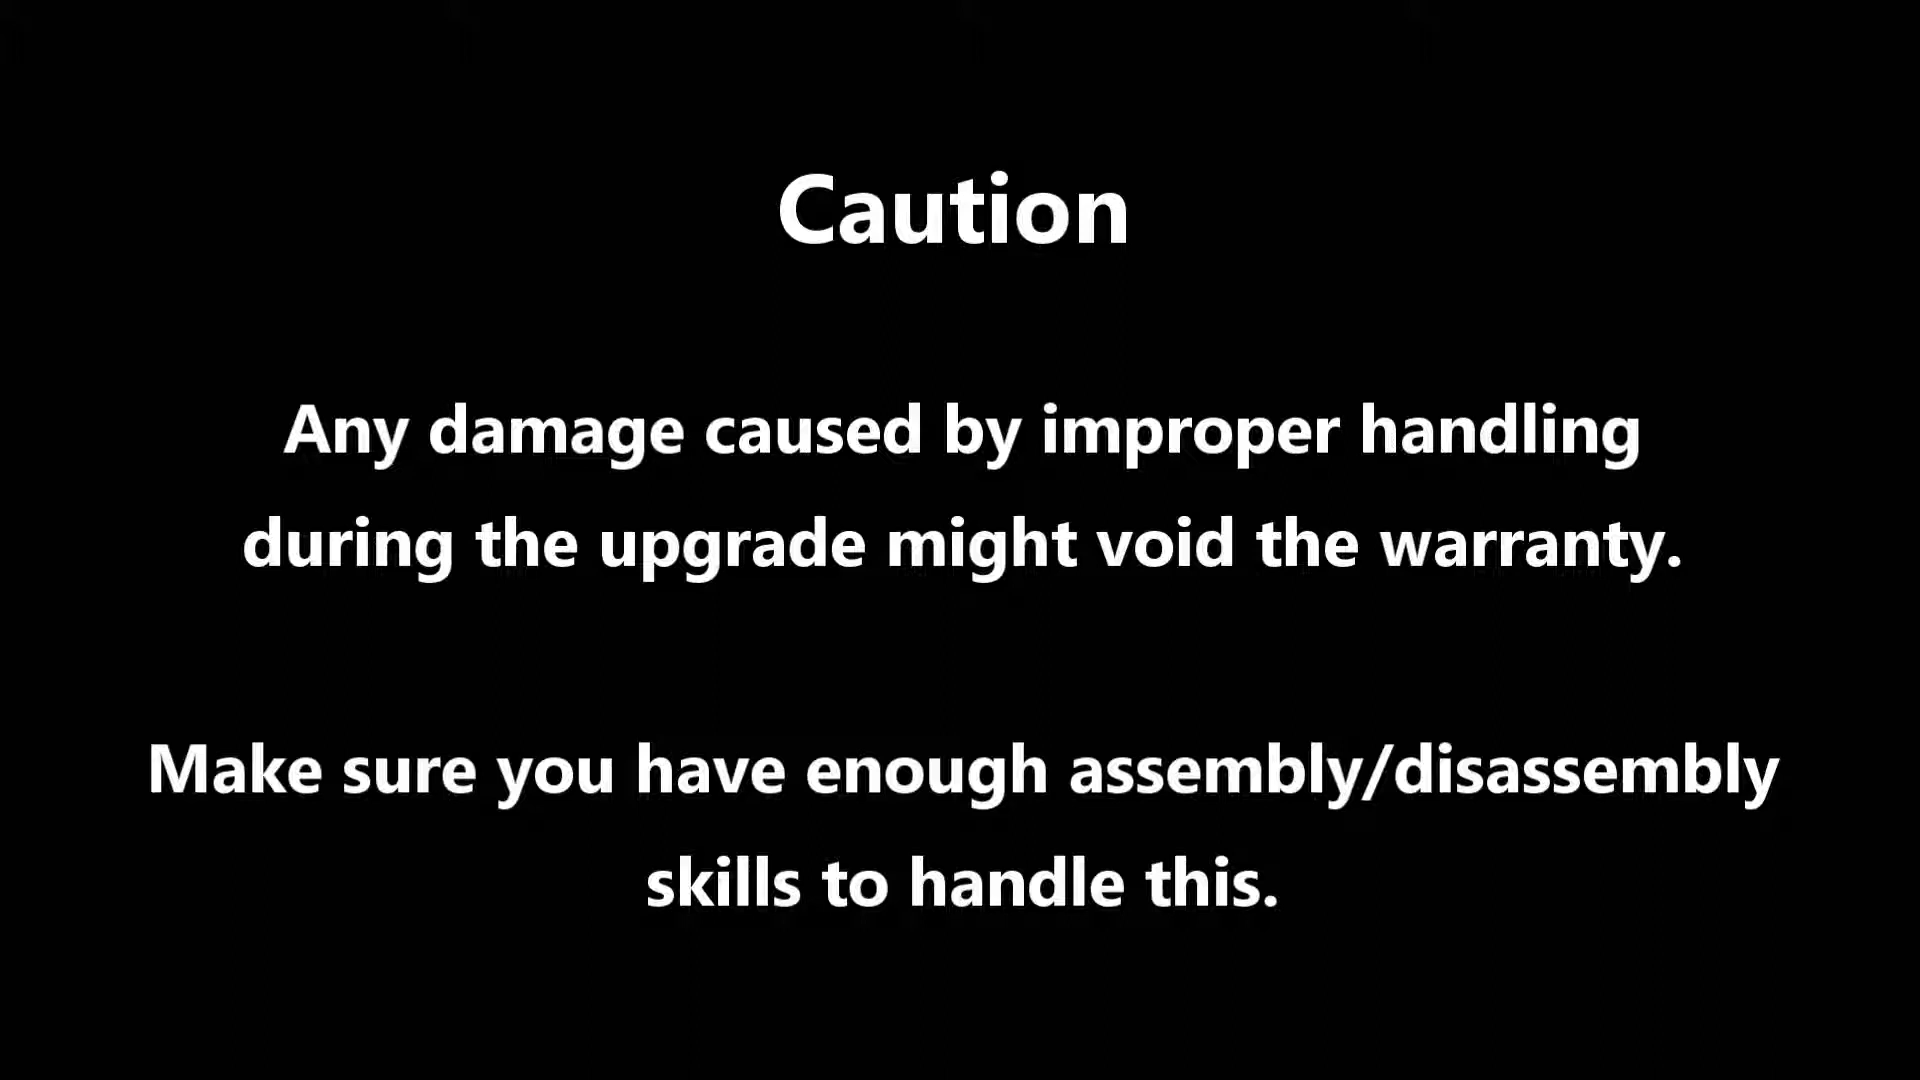 Caution
Any damage caused by improper handling
during the upgrade might void the warranty.
Make sure you have enough assembly/disassembly
skills to handle this.